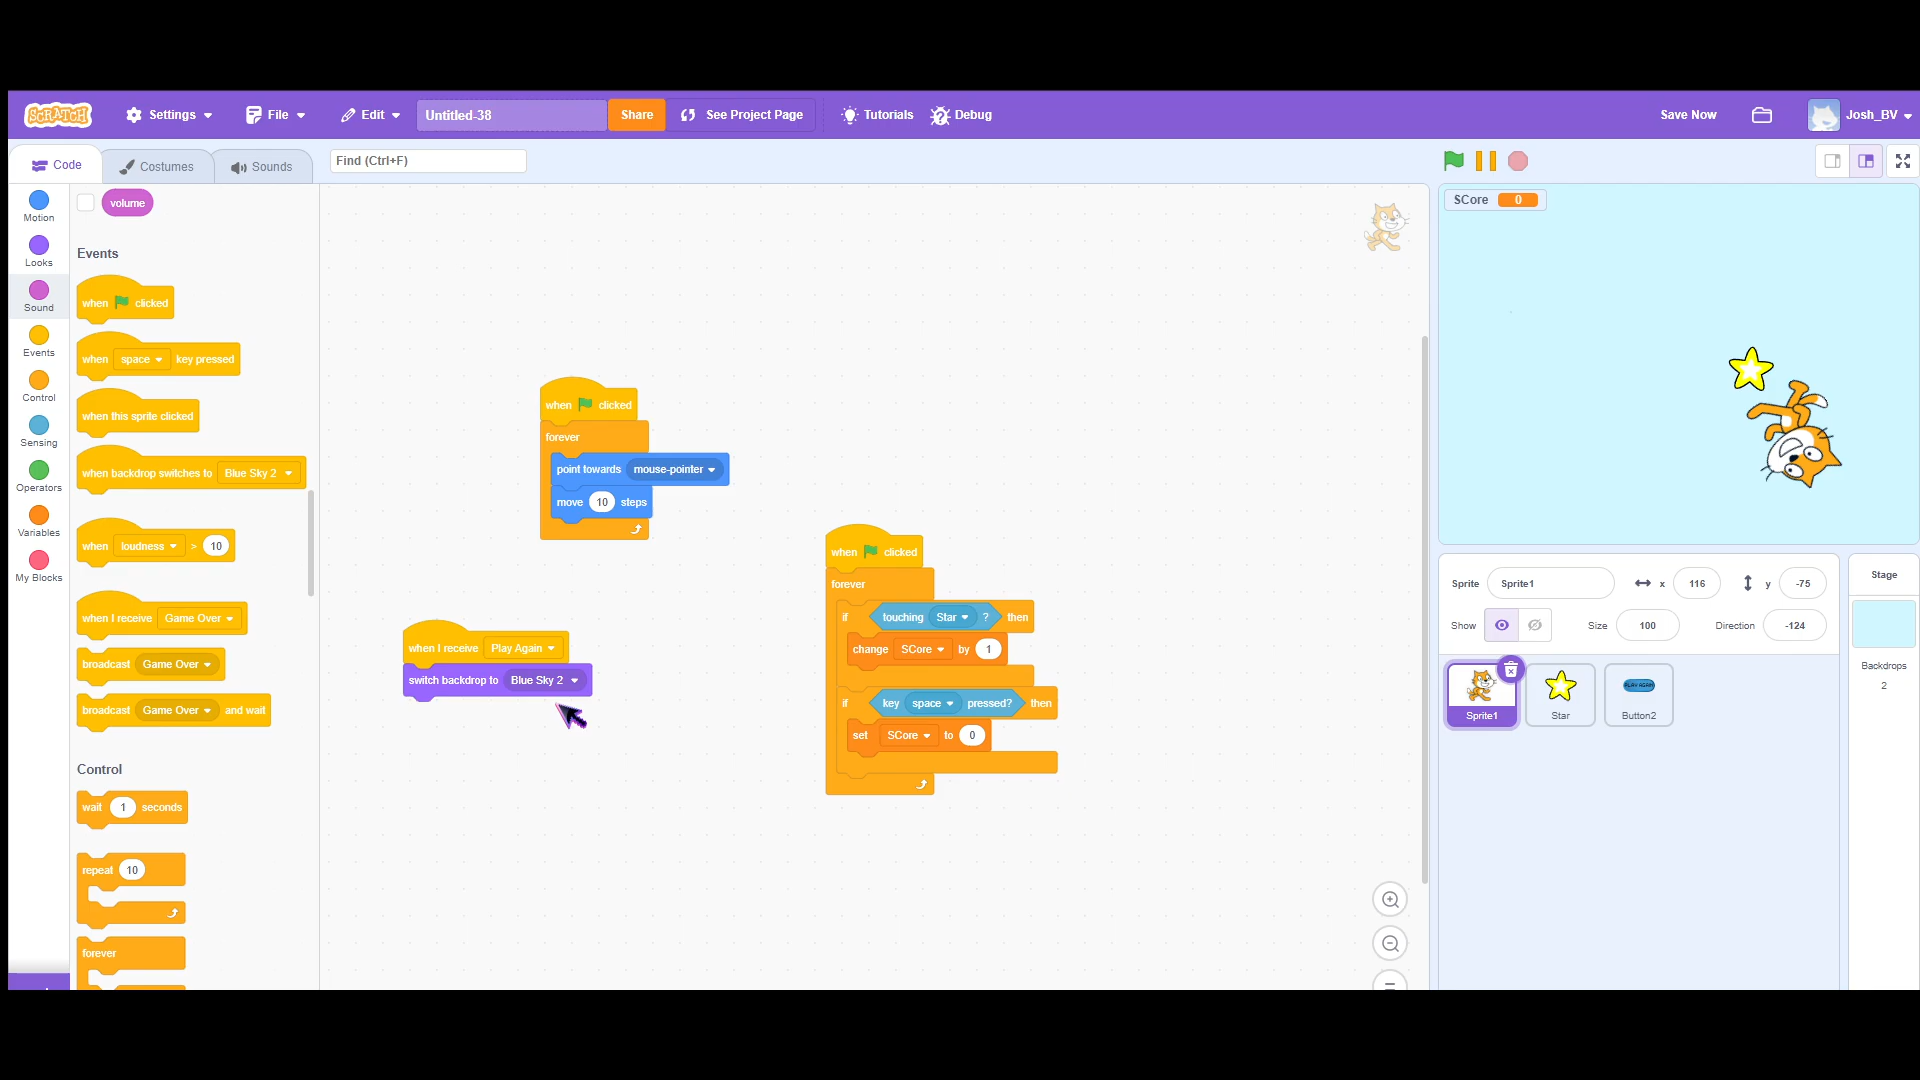 SCRATCH
Settings
File
Edit
Untitled-38
Share
See Project Page
Tutorials
Debug
Save Now
Josh_BV
Code
Costumes
Sounds
Find (Ctrl+F)
Motion
Looks
Sound
Events
Control
Sensing
Operators
Variables
My Blocks
volume
Events
when clicked
when space key pressed
when this sprite clicked
when backdrop switches to Blue Sky 2
when loudness > 10
when I receive Game Over
broadcast Game Over
broadcast Game Over and wait
Control
wait 1 seconds
repeat 10
forever
when clicked
forever
point towards mouse-pointer
move 10 steps
when I receive Play Again
switch backdrop to Blue Sky 2
when clicked
forever
if touching Star ? then
change SCore by 1
if key space pressed? then
set SCore to 0
SCore 0
Sprite Sprite1 x 116 y -75
Show Size 100 Direction -124
Sprite1
Star
PLAY AGAIN
Button2
Stage
Backdrops
2